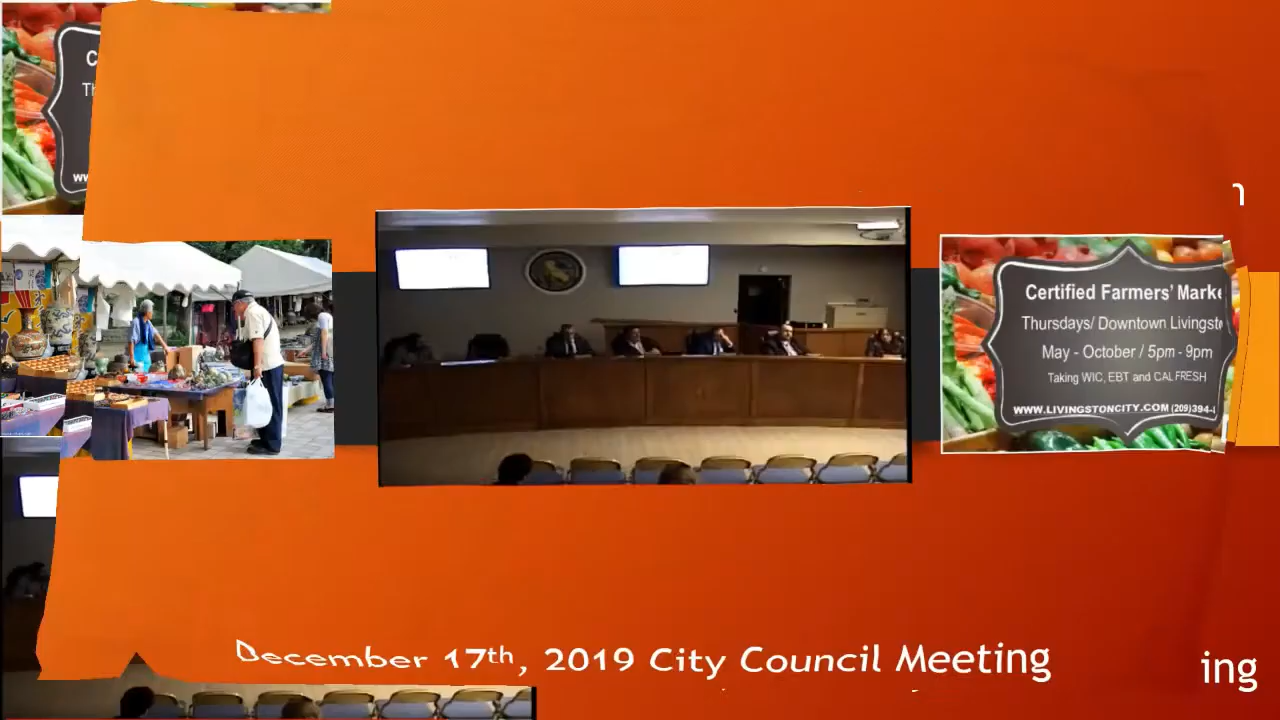 Certified Farmers' Marke
Thursdays/ Downtown Livingsto
May - October / 5pm - 9pm
Taking WIC, EBT and CAL FRESH
WWW.LIVINGSTONCITY.COM (209)394-
December 17th, 2019 City Council Meeting
ing